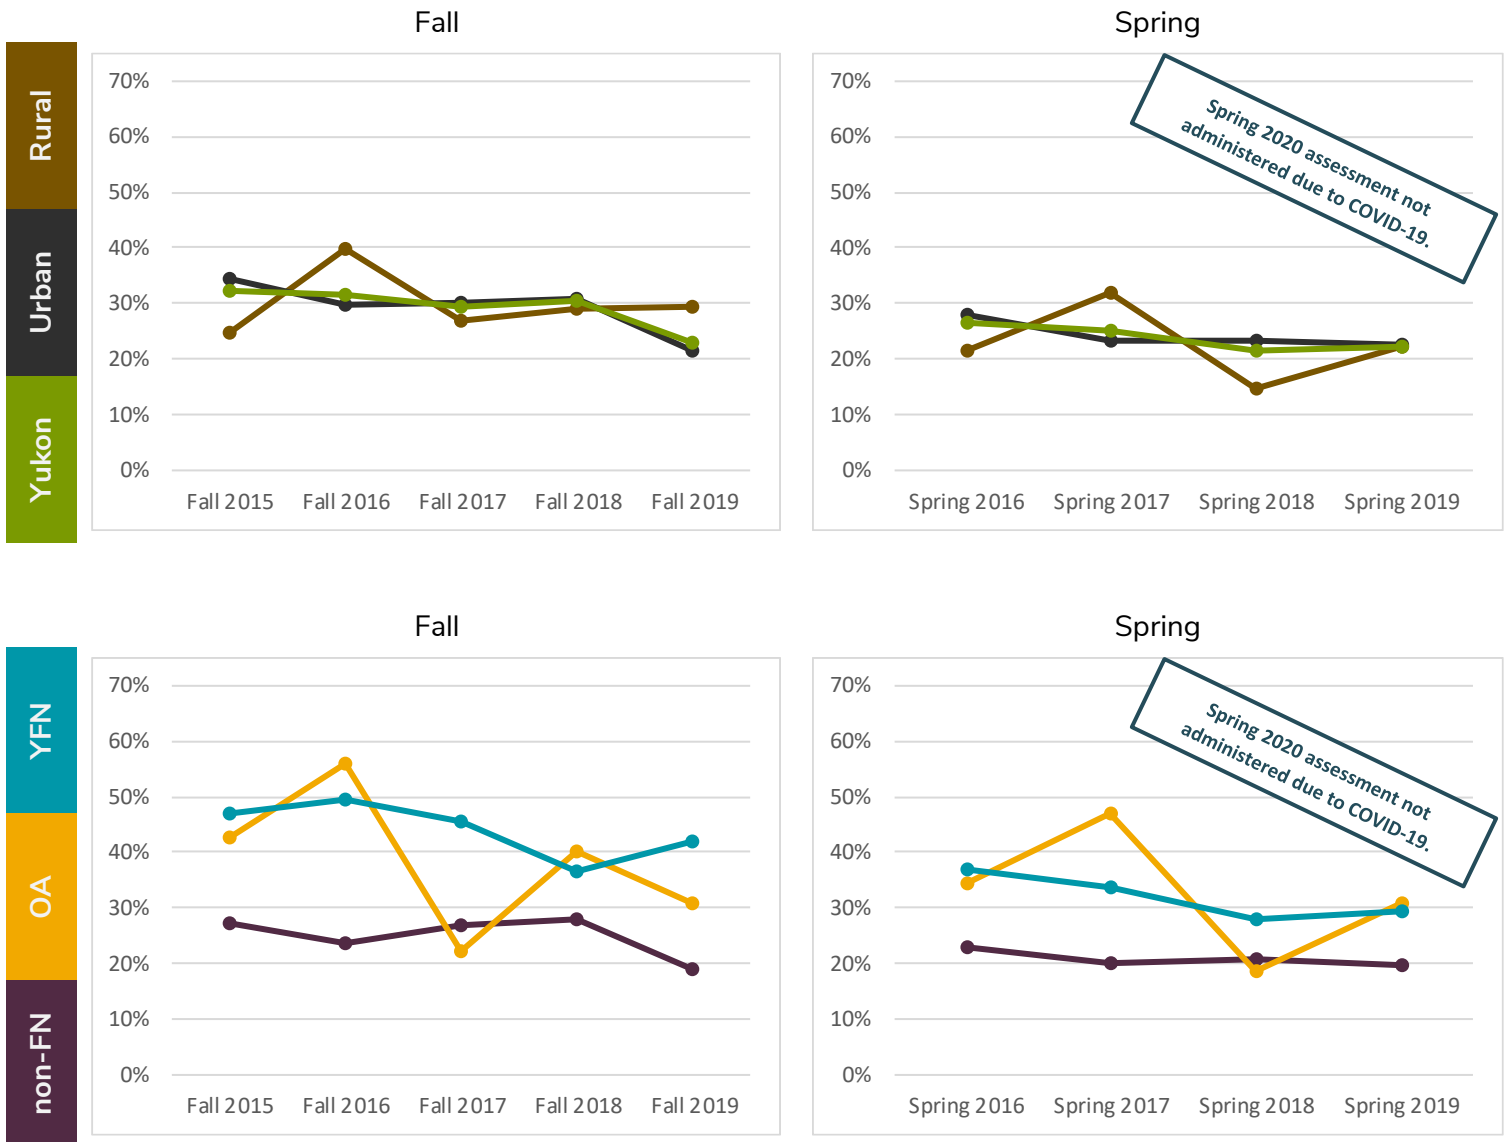 Fall
Spring
Rural
Urban
Yukon
70%
60%
50%
40%
30%
20%
10%
0%
Fall 2015
Fall 2016
Fall 2017
Fall 2018
Fall 2019
70%
60%
50%
40%
30%
20%
10%
0%
Spring 2016
Spring 2017
Spring 2018
Spring 2019
Spring 2020 assessment not
administered due to COVID-19.
Fall
Spring
YFN
OA
non-FN
70%
60%
50%
40%
30%
20%
10%
0%
Fall 2015
Fall 2016
Fall 2017
Fall 2018
Fall 2019
70%
60%
50%
40%
30%
20%
10%
0%
Spring 2016
Spring 2017
Spring 2018
Spring 2019
Spring 2020 assessment not
administered due to COVID-19.